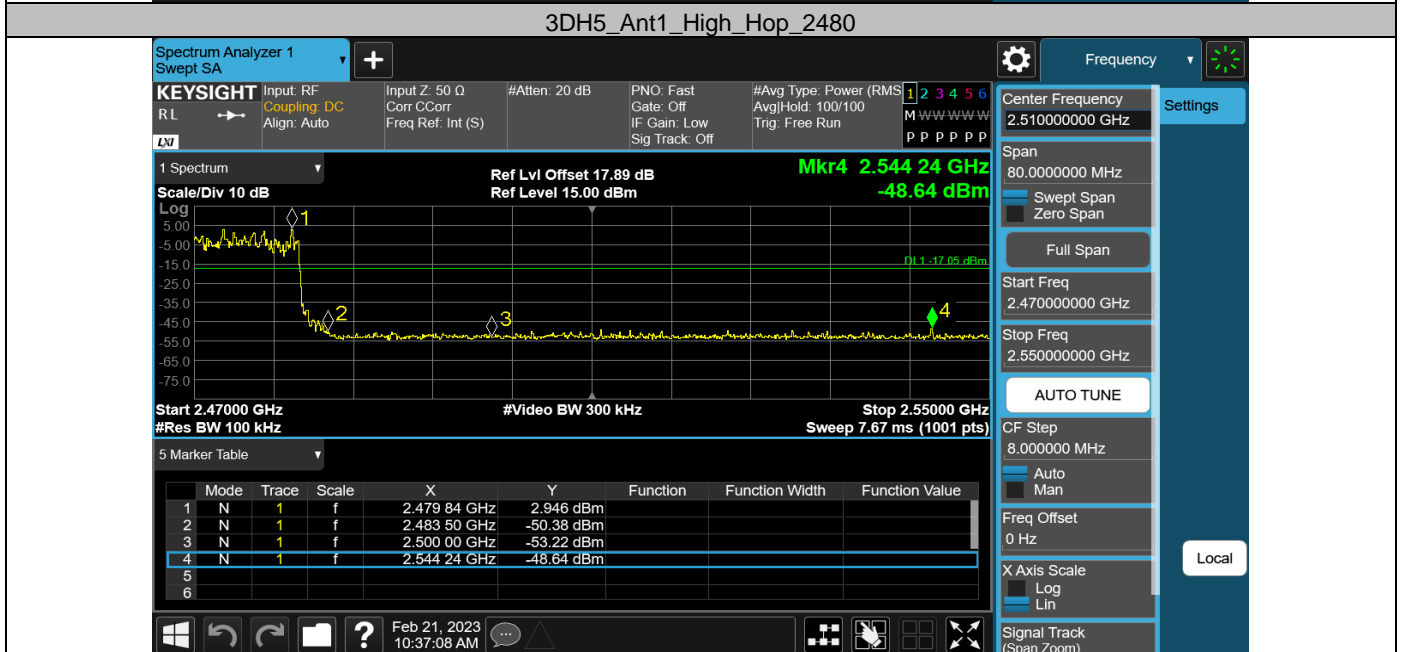 3DH5_Ant1_High_Hop_2480
Spectrum Analyzer 1
Swept SA
Frequency
KEYSIGHT
RL
LXI
Input: RF
Coupling: DC
Align: Auto
Input Z: 50 Ω
Corr CCorr
Freq Ref: Int (S)
#Atten: 20 dB
PNO: Fast
Gate: Off
IF Gain: Low
Sig Track: Off
#Avg Type: Power (RMS
Avg|Hold: 100/100
Trig: Free Run
1 2 3 4 5 6
M W W W W W
P P P P P P
1 Spectrum
Scale/Div 10 dB
Ref Lvl Offset 17.89 dB
Ref Level 15.00 dBm
Mkr4 2.544 24 GHz
-48.64 dBm
Log
5.00
-5.00
-15.0
-25.0
-35.0
-45.0
-55.0
-65.0
-75.0
1
2
3
4
DL1 -17.05 dBm
Start 2.47000 GHz
#Video BW 300 kHz
Stop 2.55000 GHz
#Res BW 100 kHz
Sweep 7.67 ms (1001 pts)
5 Marker Table
Mode Trace Scale X Y Function Function Width Function Value
1 N 1 f 2.479 84 GHz 2.946 dBm
2 N 1 f 2.483 50 GHz -50.38 dBm
3 N 1 f 2.500 00 GHz -53.22 dBm
4 N 1 f 2.544 24 GHz -48.64 dBm
5
6
Feb 21, 2023
10:37:08 AM
Center Frequency
2.510000000 GHz
Settings
Span
80.0000000 MHz
Swept Span
Zero Span
Full Span
Start Freq
2.470000000 GHz
Stop Freq
2.550000000 GHz
AUTO TUNE
CF Step
8.000000 MHz
Auto
Man
Freq Offset
0 Hz
Local
X Axis Scale
Log
Lin
Signal Track
(Span Zoom)